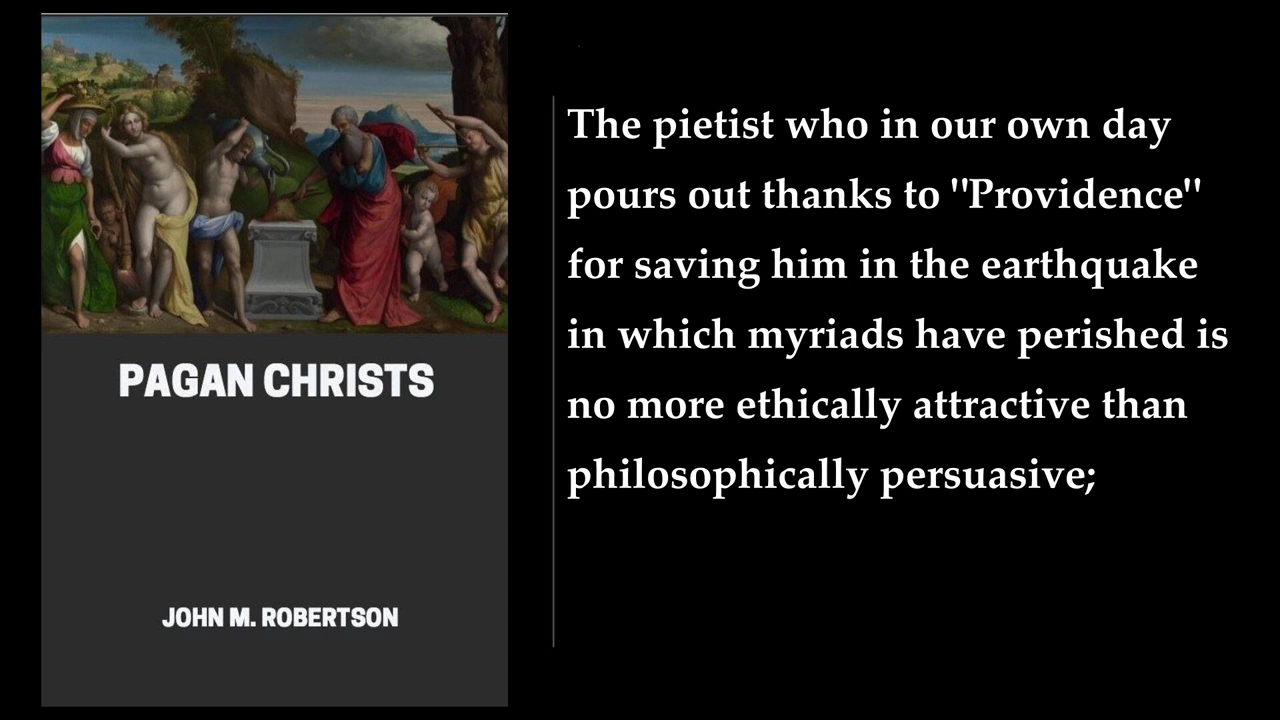 PAGAN CHRISTS
JOHN M. ROBERTSON
The pietist who in our own day
pours out thanks to "Providence"
for saving him in the earthquake
in which myriads have perished is
no more ethically attractive than
philosophically persuasive;